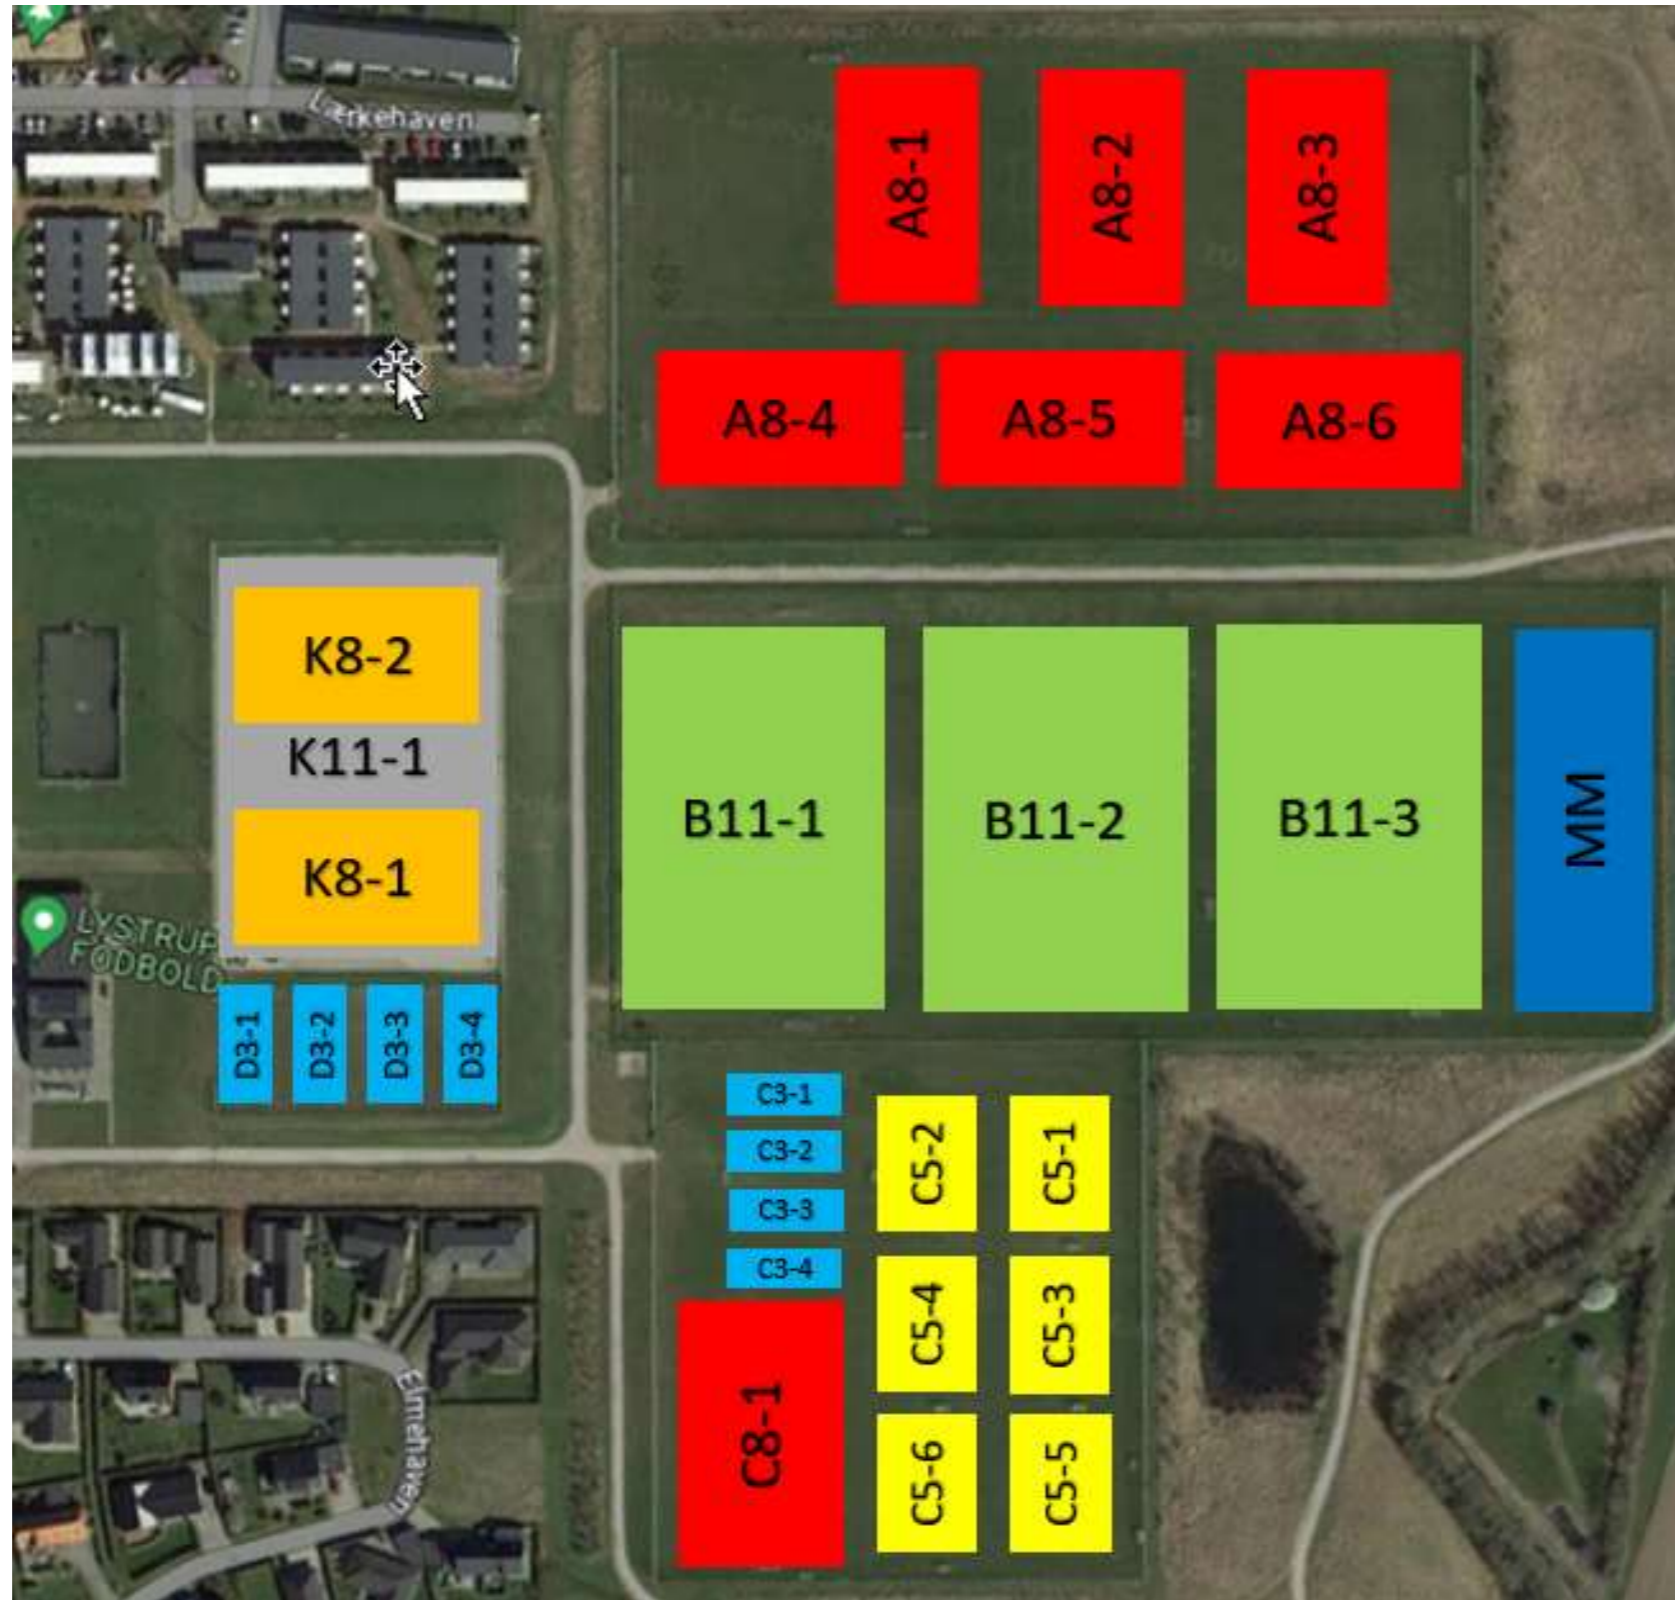 Lærkehaven
A8-1
A8-2
A8-3
A8-4
A8-5
A8-6
K8-2
K11-1
K8-1
LYSTRUP
FODBOLD
D3-1
D3-2
D3-3
D3-4
B11-1
B11-2
B11-3
MM
C3-1
C3-2
C3-3
C3-4
C5-2
C5-1
C5-4
C5-3
C5-6
C5-5
C8-1
Elmehaven